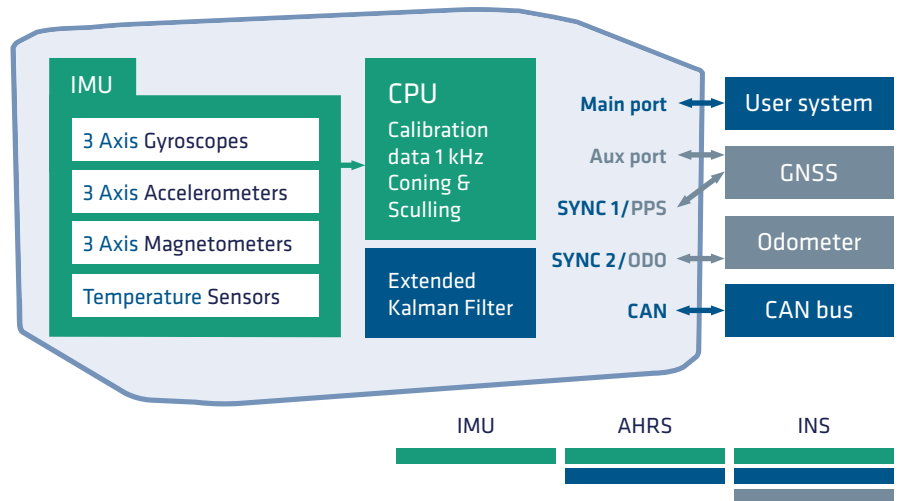 IMU
3 Axis Gyroscopes
3 Axis Accelerometers
3 Axis Magnetometers
Temperature Sensors
CPU
Calibration
data 1 kHz
Coning &
Sculling
Extended
Kalman Filter
Main port
Aux port
SYNC 1/PPS
SYNC 2/ODO
CAN
User system
GNSS
Odometer
CAN bus
IMU
AHRS
INS